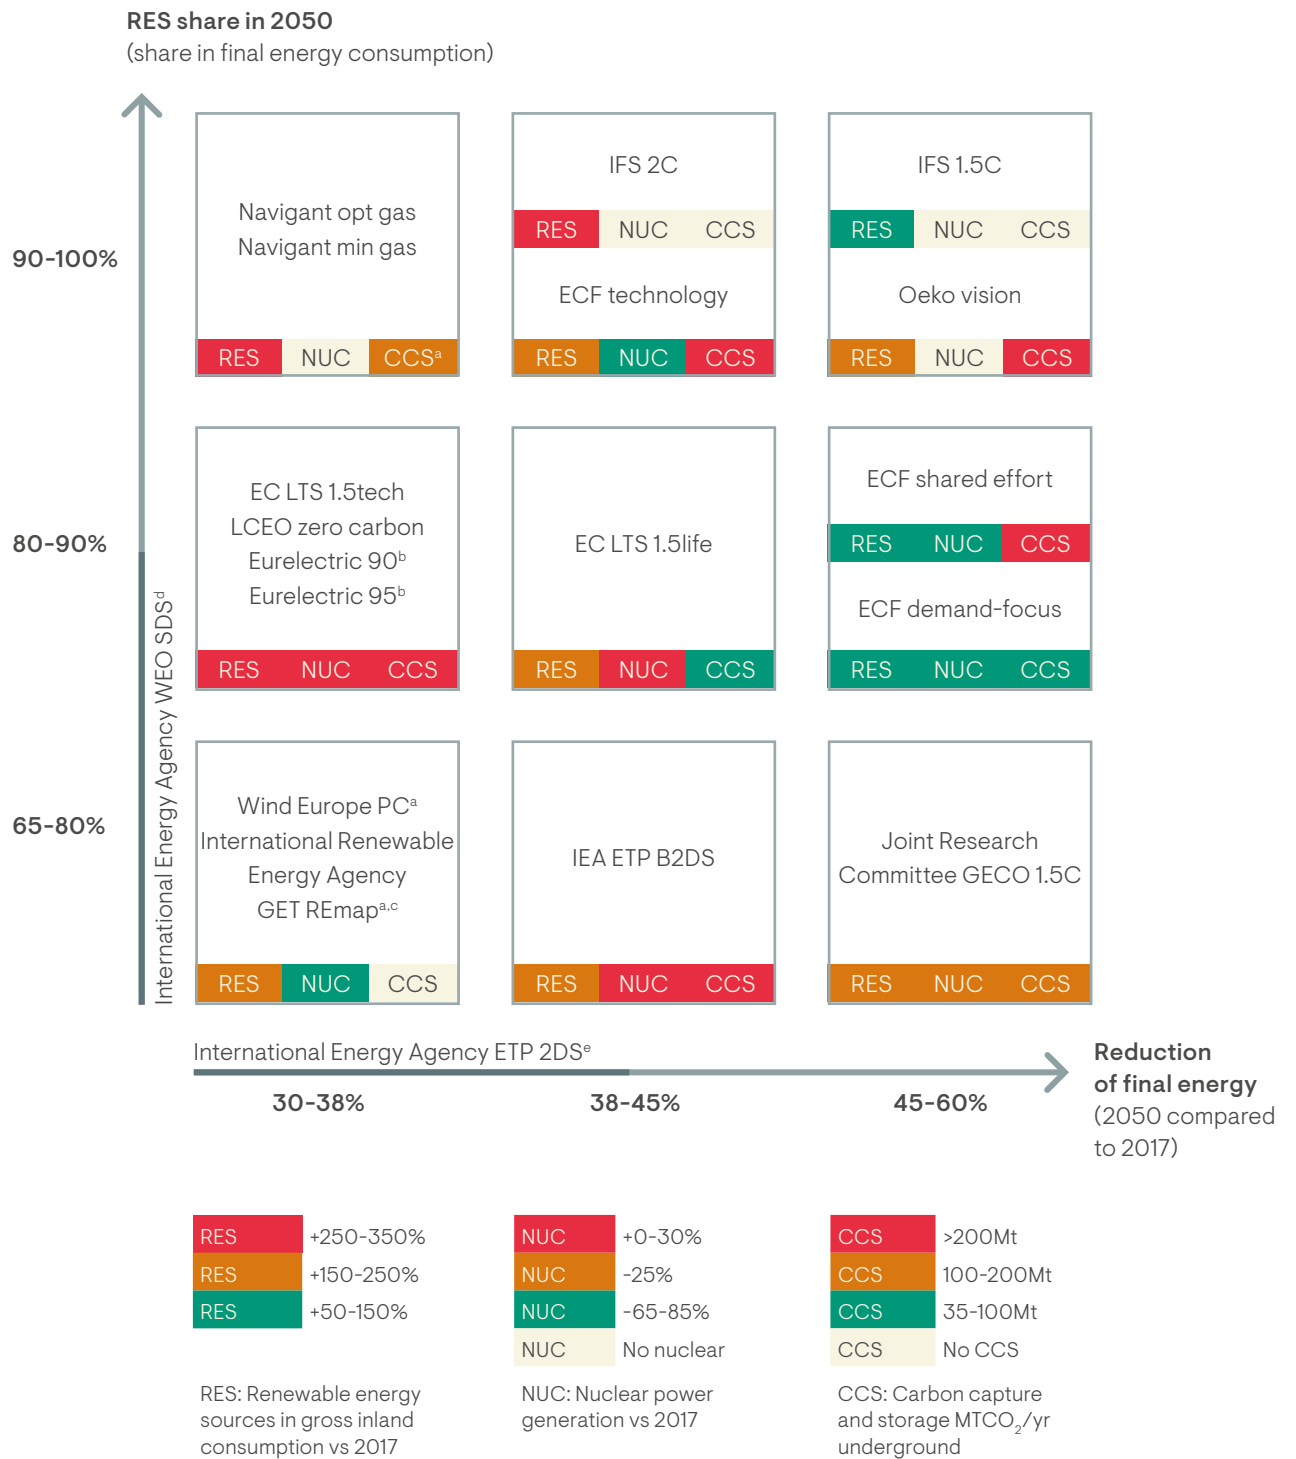 RES share in 2050
(share in final energy consumption)
90-100%
Navigant opt gas
Navigant min gas
RES NUC CCSᵃ
IFS 2C
RES NUC CCS
ECF technology
RES NUC CCS
IFS 1.5C
RES NUC CCS
Oeko vision
RES NUC CCS
80-90%
EC LTS 1.5tech
LCEO zero carbon
Eurelectric 90ᵇ
Eurelectric 95ᵇ
RES NUC CCS
EC LTS 1.5life
RES NUC CCS
ECF shared effort
RES NUC CCS
ECF demand-focus
RES NUC CCS
International Energy Agency WEO SDSᵈ
65-80%
Wind Europe PCᵃ
International Renewable
Energy Agency
GET REmapᵃ,ᶜ
RES NUC CCS
IEA ETP B2DS
RES NUC CCS
Joint Research
Committee GECO 1.5C
RES NUC CCS
International Energy Agency ETP 2DSᵉ
30-38%
38-45%
45-60%
Reduction
of final energy
(2050 compared
to 2017)
RES +250-350%
RES +150-250%
RES +50-150%
RES: Renewable energy
sources in gross inland
consumption vs 2017
NUC +0-30%
NUC -25%
NUC -65-85%
NUC No nuclear
NUC: Nuclear power
generation vs 2017
CCS >200Mt
CCS 100-200Mt
CCS 35-100Mt
CCS No CCS
CCS: Carbon capture
and storage MTCO₂/yr
underground